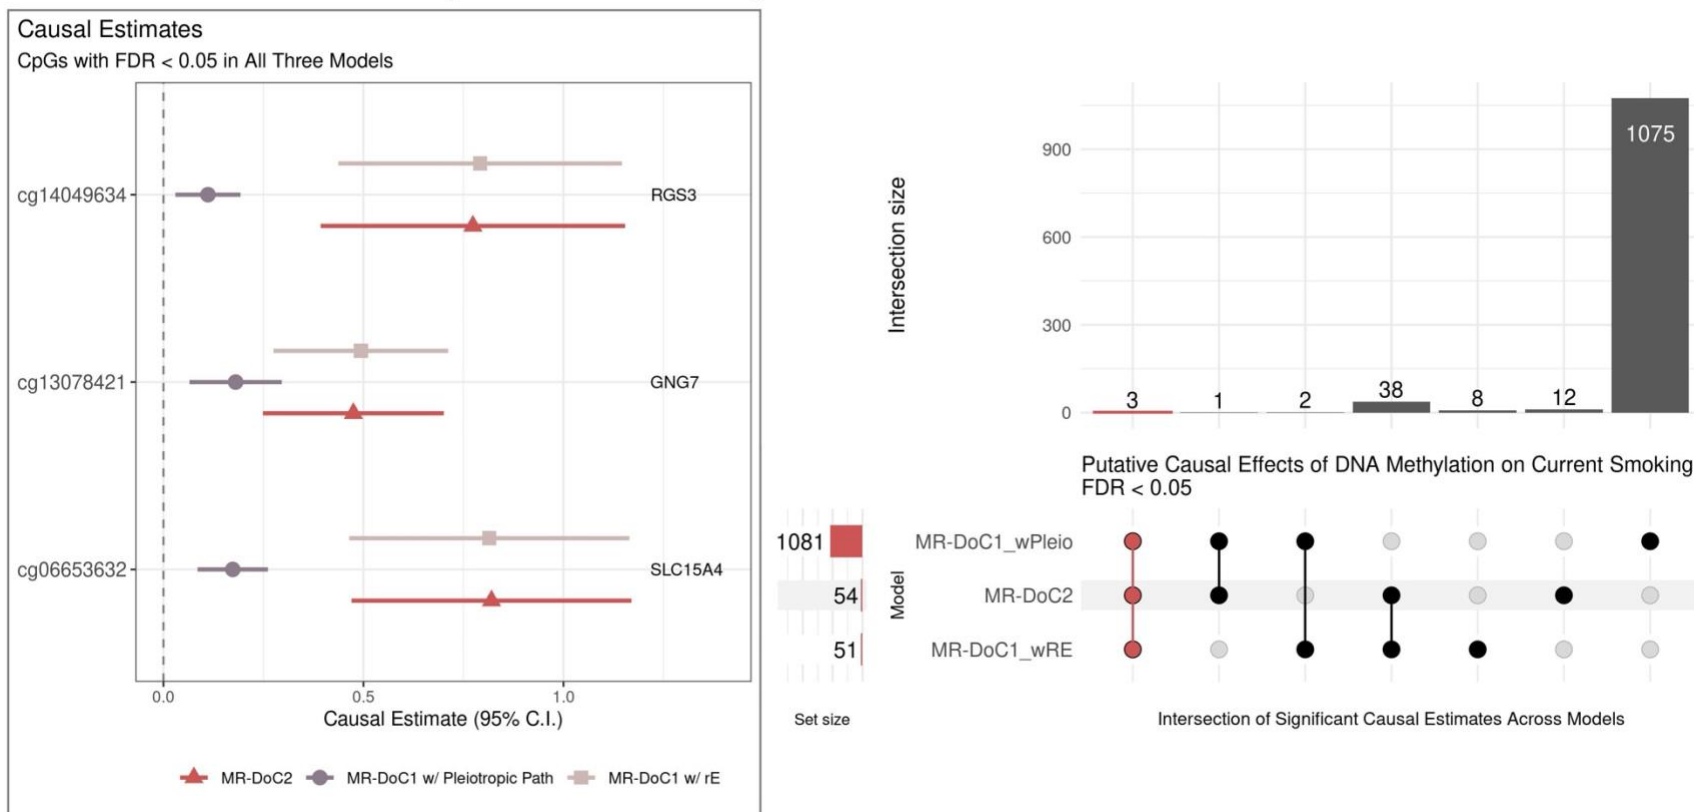 Causal Estimates
CpGs with FDR < 0.05 in All Three Models
cg14049634
RGS3
cg13078421
GNG7
cg06653632
SLC15A4
0.0 0.5 1.0
Causal Estimate (95% C.I.)
MR-DoC2 MR-DoC1 w/ Pleiotropic Path MR-DoC1 w/ rE
Intersection size
900
600
300
0
3 1 2 38 8 12 1075
Putative Causal Effects of DNA Methylation on Current Smoking
FDR < 0.05
1081
54
51
Set size
Model
MR-DoC1_wPleio
MR-DoC2
MR-DoC1_wRE
Intersection of Significant Causal Estimates Across Models